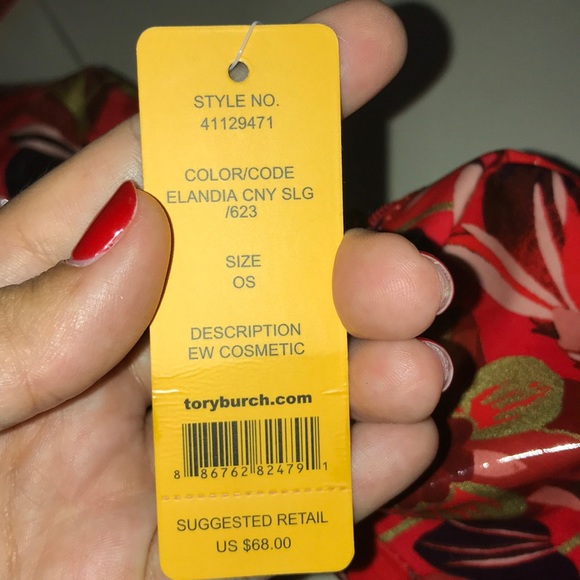 STYLE NO.
41129471
COLOR/CODE
ELANDIA CNY SLG
/623
SIZE
OS
DESCRIPTION
EW COSMETIC
toryburch.com
8 86762 82479 1
SUGGESTED RETAIL
US $68.00